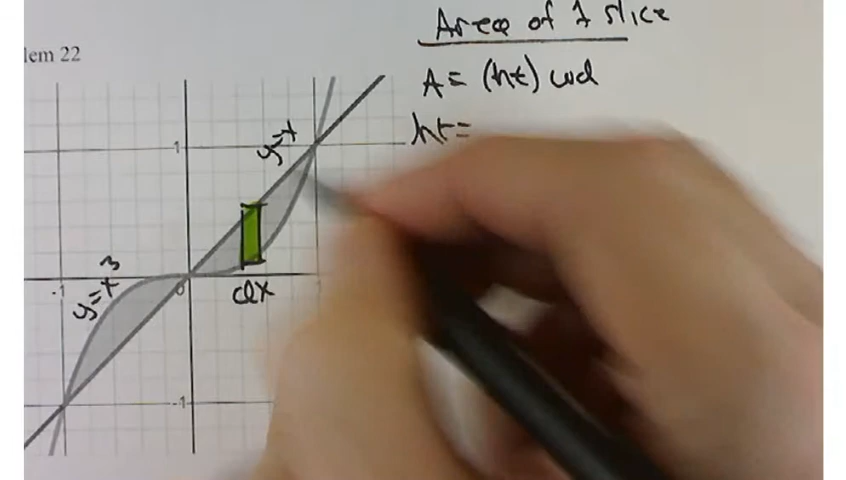 Area of 1 slice
lem 22
A = (ht) wd
ht=
y=x
1
y=x³
-1
0
dx
-1